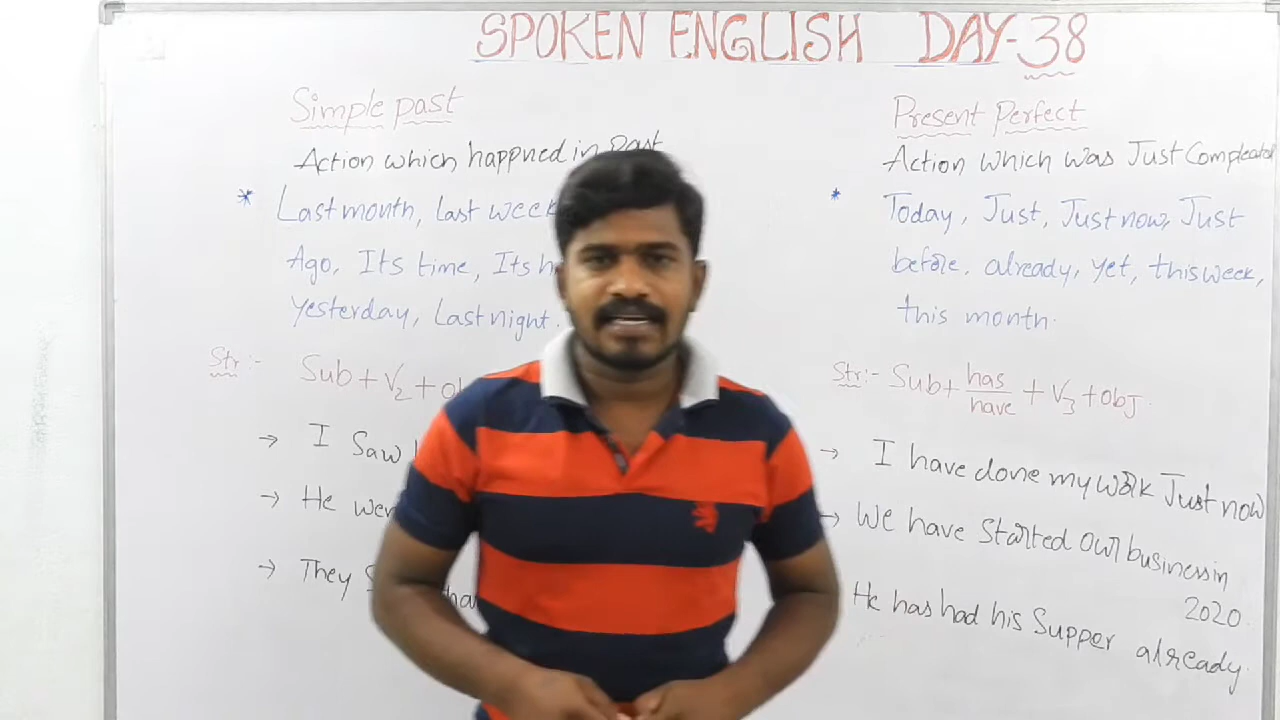 SPOKEN ENGLISH DAY-38
Simple past
Action which happned in Past
* Last month, last week
Ago, Its time, Its h
yesterday, Last night.
Str:- Sub + V2 + ob
→ I Saw
→ He wen
→ They
Present Perfect
Action which was Just Compleated
* Today, Just, Just now, Just
before, already, yet, this week,
this month.
Str:- Sub + has/have + V3 + obj.
→ I have done my work Just now
→ We have Started our business in
2020.
He has had his Supper already.